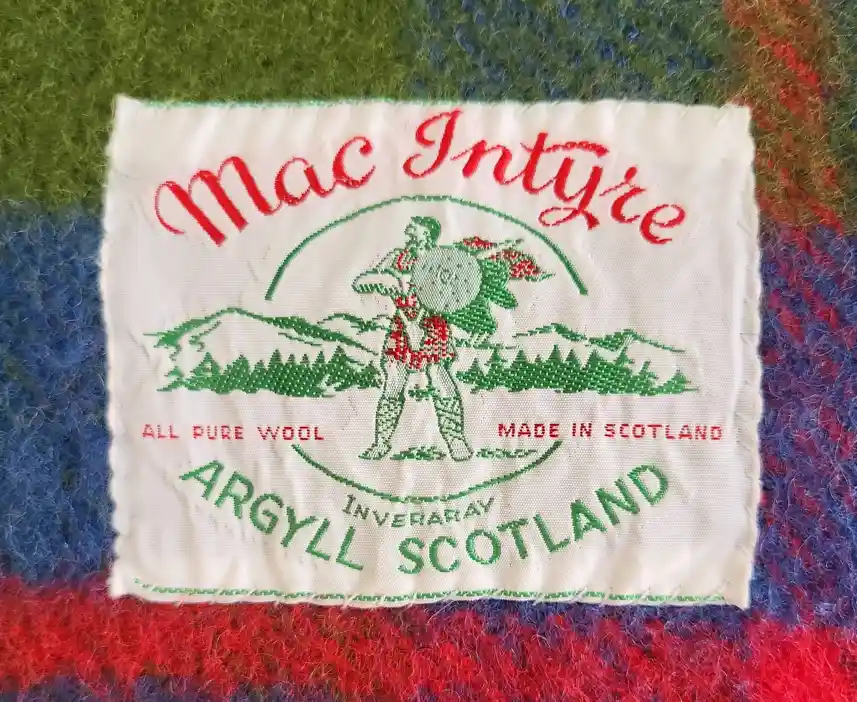 Mac Intyre
ALL PURE WOOL
MADE IN SCOTLAND
INVERARAY
ARGYLL SCOTLAND